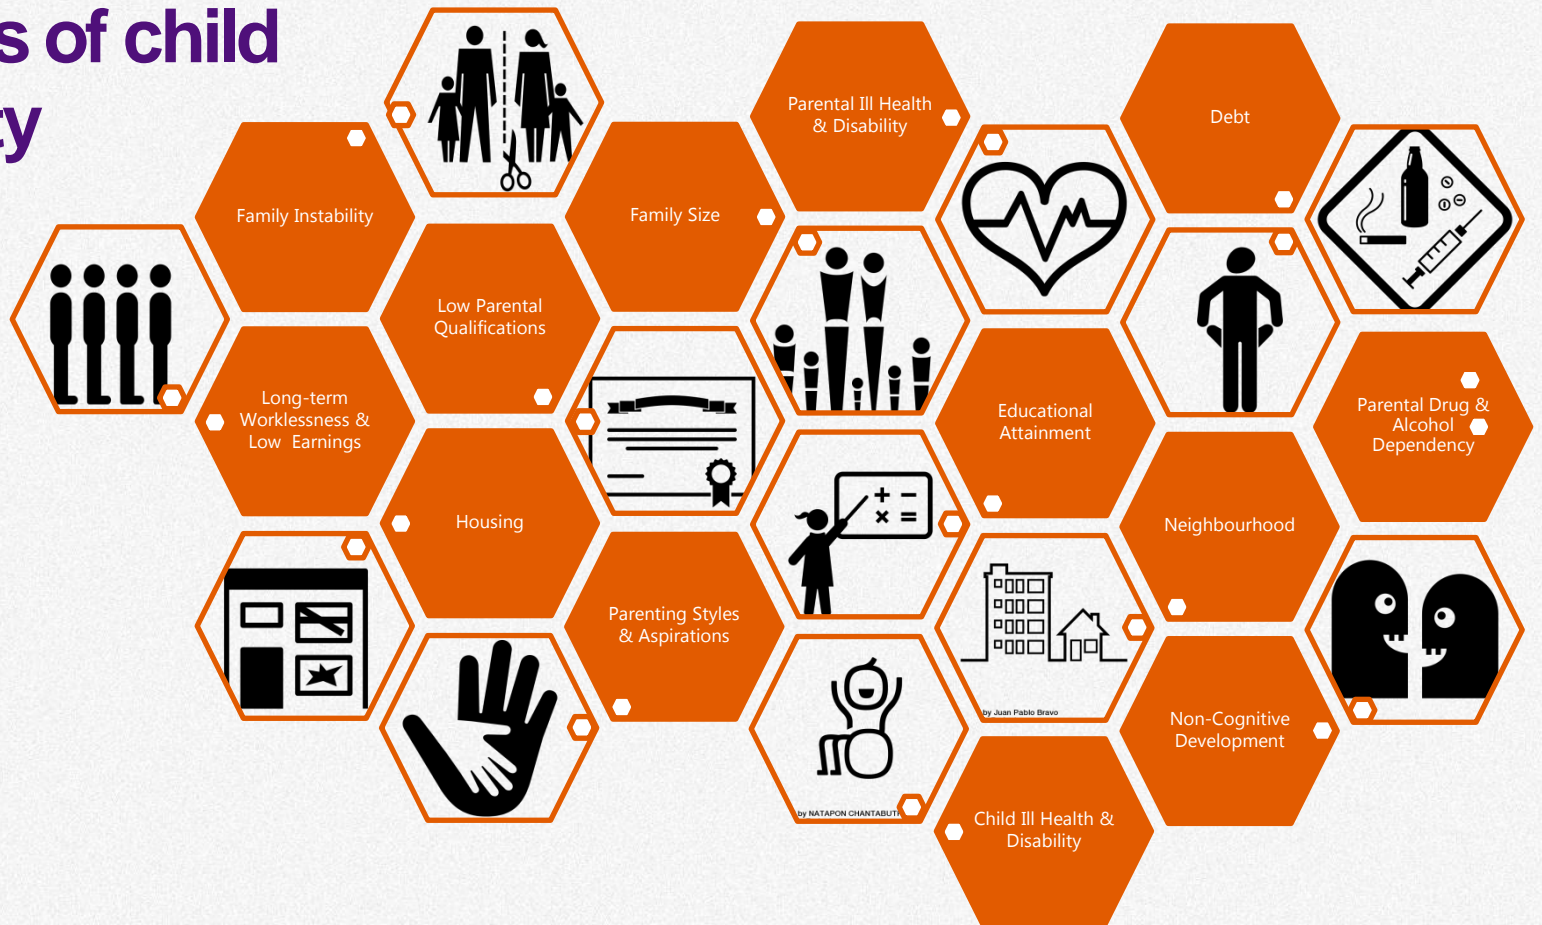 s of child
ty
Parental Ill Health
& Disability
Debt
Family Instability
Family Size
Low Parental
Qualifications
Long-term
Worklessness &
Low Earnings
Educational
Attainment
Parental Drug &
Alcohol
Dependency
Housing
Neighbourhood
Parenting Styles
& Aspirations
by Juan Pablo Bravo
Non-Cognitive
Development
by NATAPON CHANTABUT
Child Ill Health &
Disability